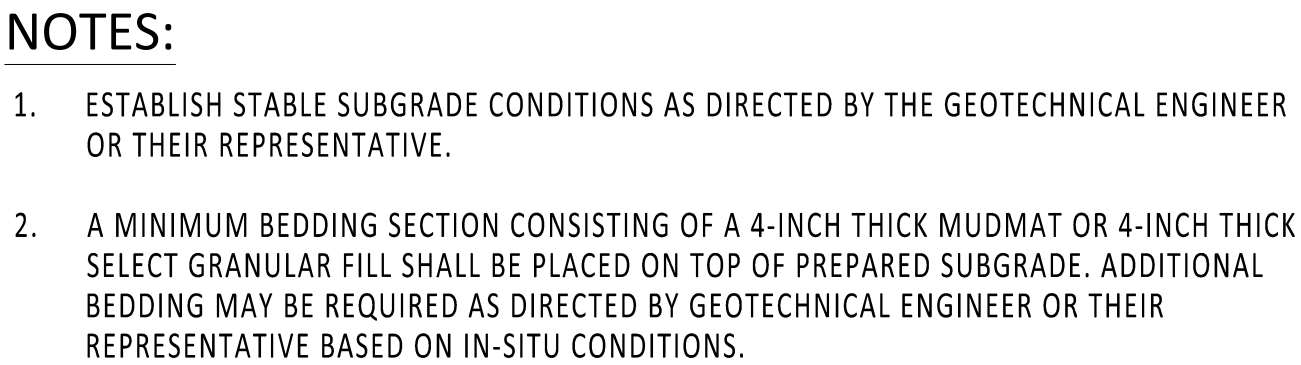 NOTES:
1. ESTABLISH STABLE SUBGRADE CONDITIONS AS DIRECTED BY THE GEOTECHNICAL ENGINEER
OR THEIR REPRESENTATIVE.
2. A MINIMUM BEDDING SECTION CONSISTING OF A 4-INCH THICK MUDMAT OR 4-INCH THICK
SELECT GRANULAR FILL SHALL BE PLACED ON TOP OF PREPARED SUBGRADE. ADDITIONAL
BEDDING MAY BE REQUIRED AS DIRECTED BY GEOTECHNICAL ENGINEER OR THEIR
REPRESENTATIVE BASED ON IN-SITU CONDITIONS.